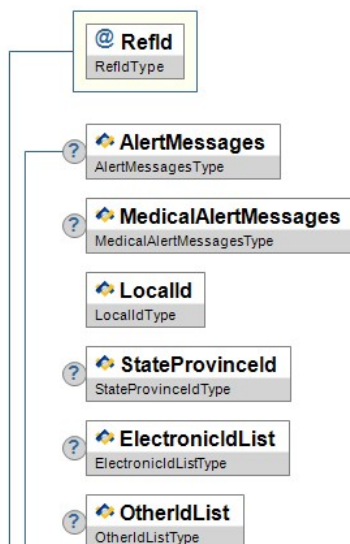 @ RefId
RefIdType
? AlertMessages
AlertMessagesType
? MedicalAlertMessages
MedicalAlertMessagesType
LocalId
LocalIdType
? StateProvinceId
StateProvinceIdType
? ElectronicIdList
ElectronicIdListType
? OtherIdList
OtherIdListType